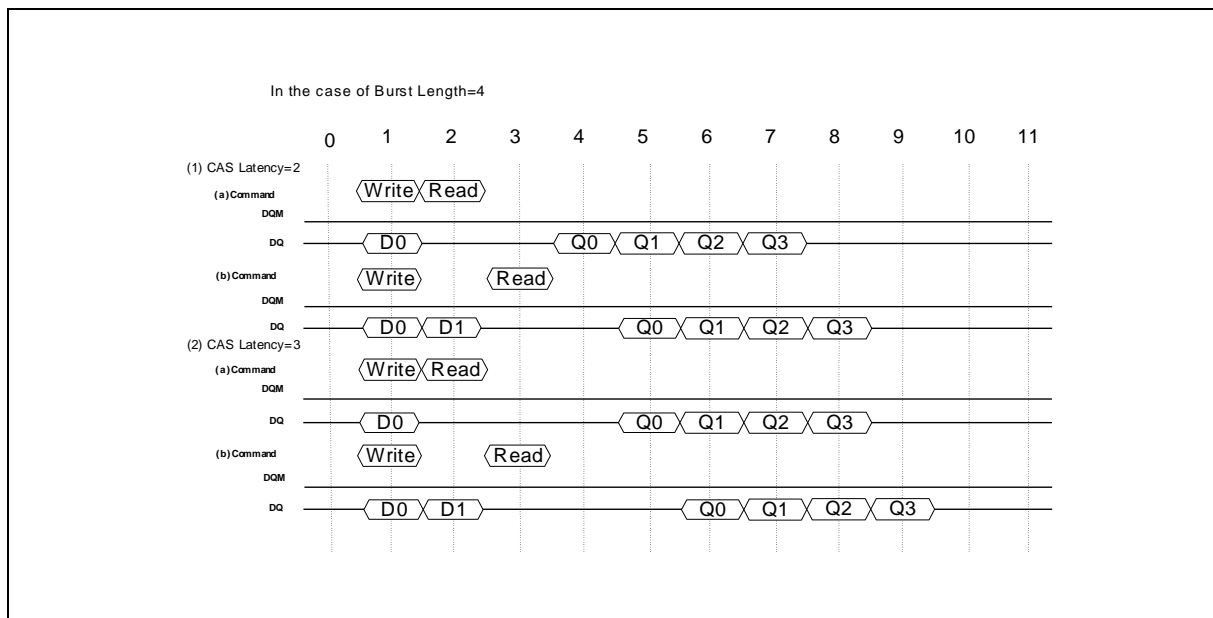 In the case of Burst Length=4
0 1 2 3 4 5 6 7 8 9 10 11
(1) CAS Latency=2
(a)Command Write Read
DQM
DQ D0 Q0 Q1 Q2 Q3
(b)Command Write Read
DQM
DQ D0 D1 Q0 Q1 Q2 Q3
(2) CAS Latency=3
(a)Command Write Read
DQM
DQ D0 Q0 Q1 Q2 Q3
(b)Command Write Read
DQM
DQ D0 D1 Q0 Q1 Q2 Q3